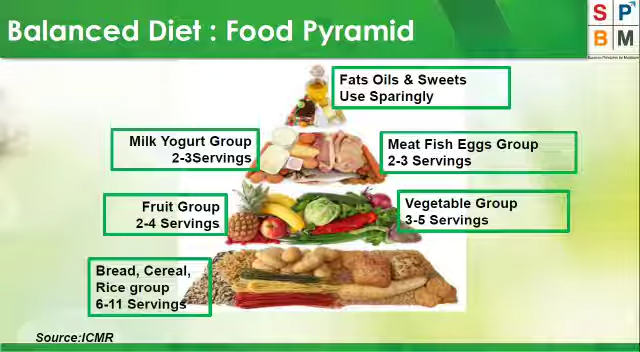 Balanced Diet : Food Pyramid
S P
B M
Fats Oils & Sweets
Use Sparingly
Milk Yogurt Group
2-3Servings
Meat Fish Eggs Group
2-3 Servings
Fruit Group
2-4 Servings
Vegetable Group
3-5 Servings
Bread, Cereal,
Rice group
6-11 Servings
Source:ICMR